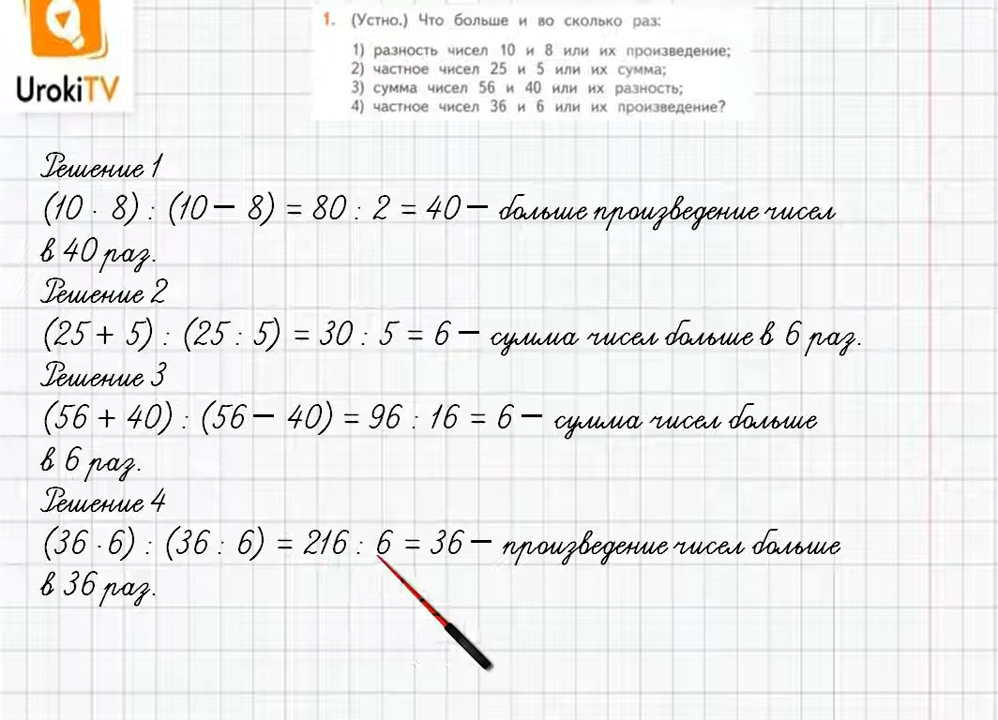 UrokiTV
1. (Устно.) Что больше и во сколько раз:
1) разность чисел 10 и 8 или их произведение;
2) частное чисел 25 и 5 или их сумма;
3) сумма чисел 56 и 40 или их разность;
4) частное чисел 36 и 6 или их произведение?
Решение 1
(10 · 8) : (10 − 8) = 80 : 2 = 40 − больше произведение чисел
в 40 раз.
Решение 2
(25 + 5) : (25 : 5) = 30 : 5 = 6 − сумма чисел больше в 6 раз.
Решение 3
(56 + 40) : (56 − 40) = 96 : 16 = 6 − сумма чисел больше
в 6 раз.
Решение 4
(36 · 6) : (36 : 6) = 216 : 6 = 36 − произведение чисел больше
в 36 раз.